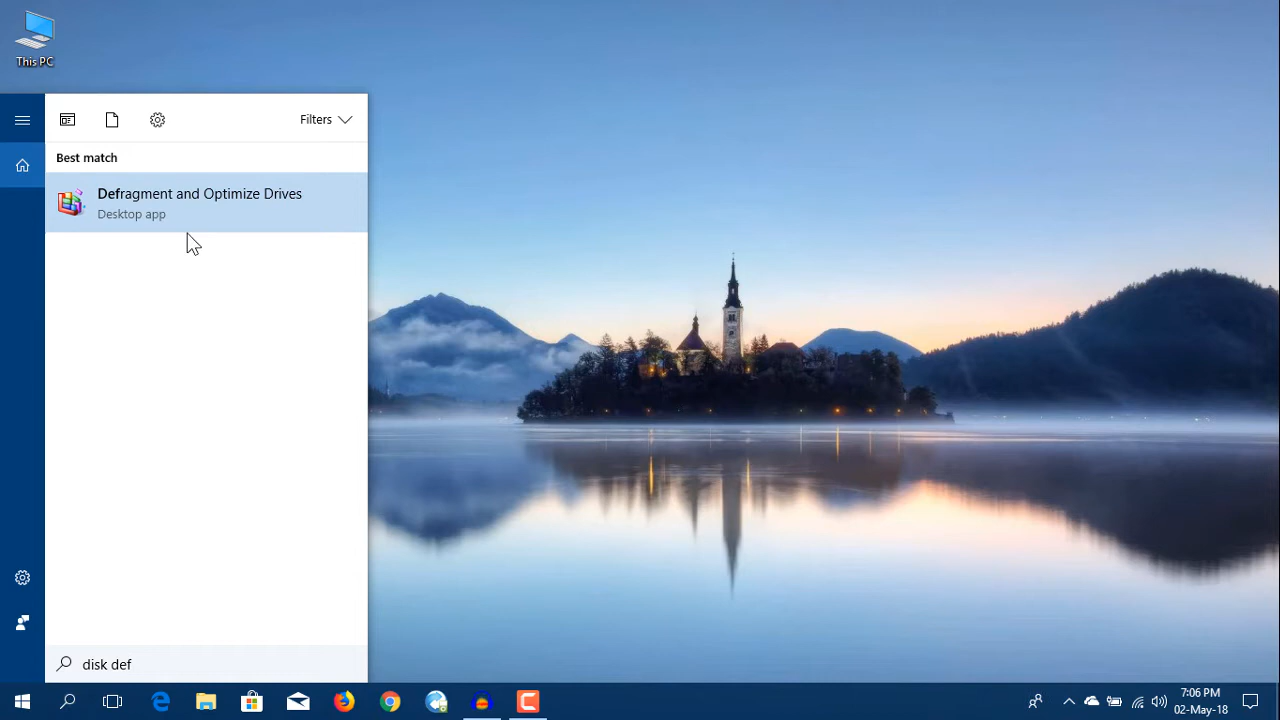 This PC
Filters
Best match
Defragment and Optimize Drives
Desktop app
disk def
7:06 PM
02-May-18